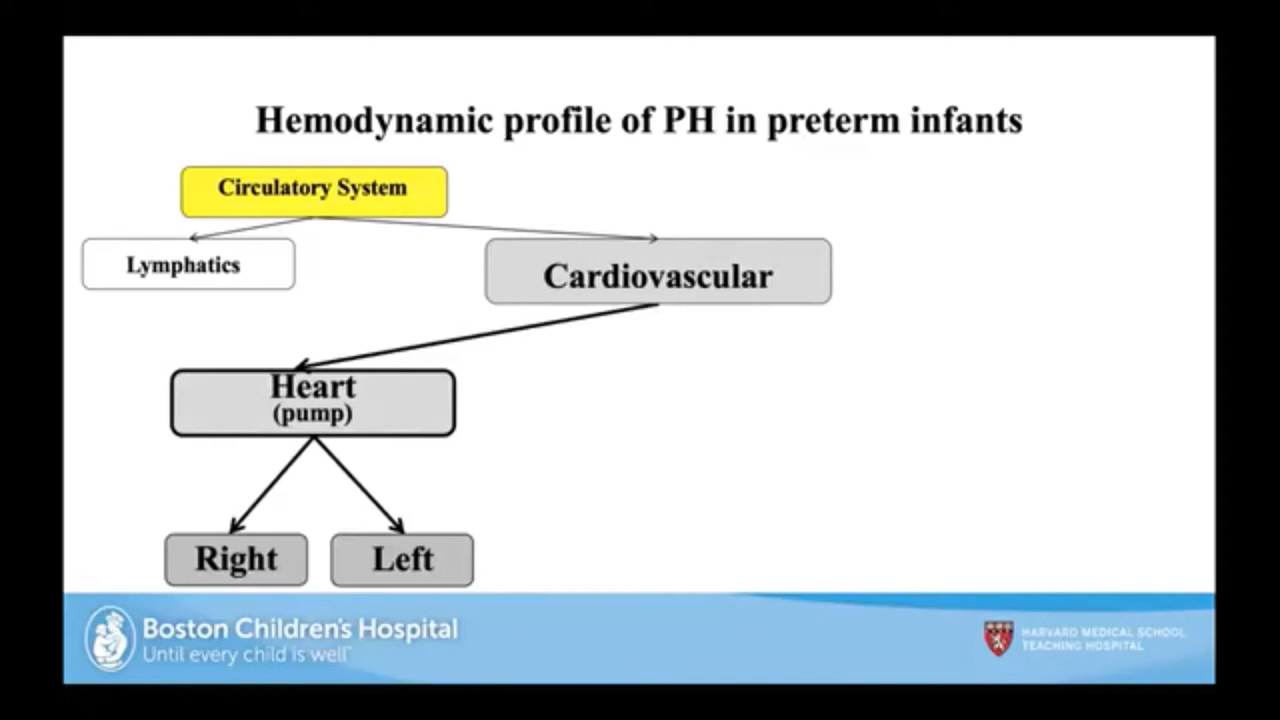 Hemodynamic profile of PH in preterm infants
Circulatory System
Lymphatics
Cardiovascular
Heart
(pump)
Right
Left
Boston Children's Hospital
Until every child is well™
HARVARD MEDICAL SCHOOL
TEACHING HOSPITAL